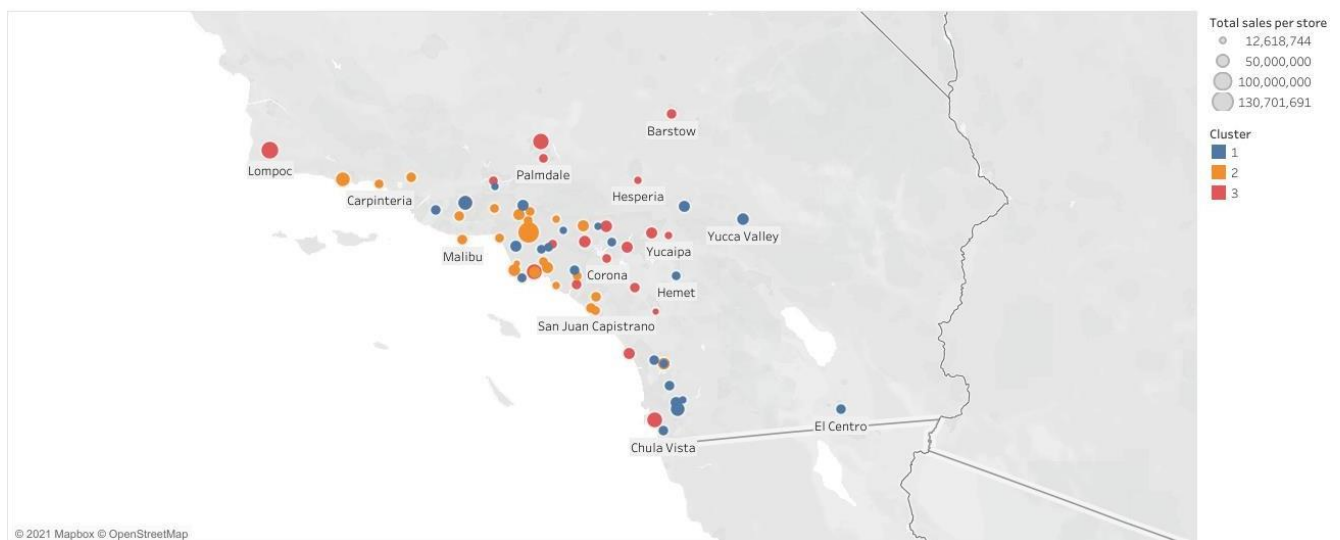 Total sales per store
12,618,744
50,000,000
100,000,000
130,701,691
Cluster
1
2
3
Barstow
Lompoc
Palmdale
Carpinteria
Hesperia
Yucca Valley
Malibu
Yucaipa
Corona
Hemet
San Juan Capistrano
El Centro
Chula Vista
© 2021 Mapbox © OpenStreetMap